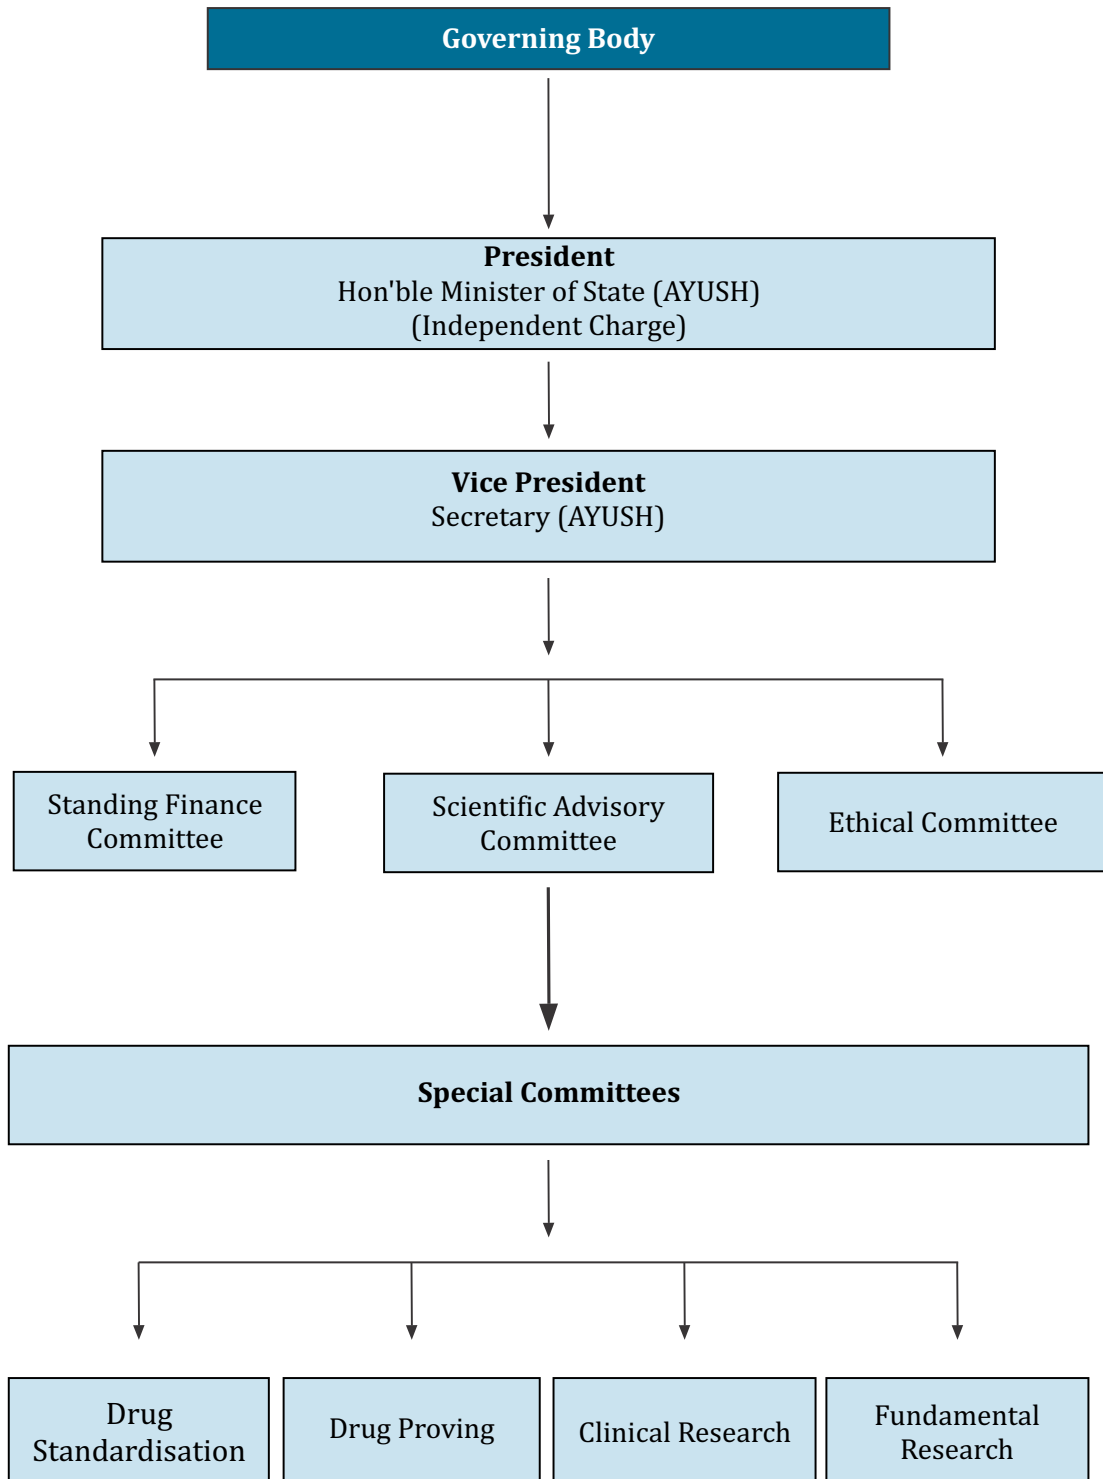 Governing Body
President
Hon'ble Minister of State (AYUSH)
(Independent Charge)
Vice President
Secretary (AYUSH)
Standing Finance
Committee
Scientific Advisory
Committee
Ethical Committee
Special Committees
Drug
Standardisation
Drug Proving
Clinical Research
Fundamental
Research